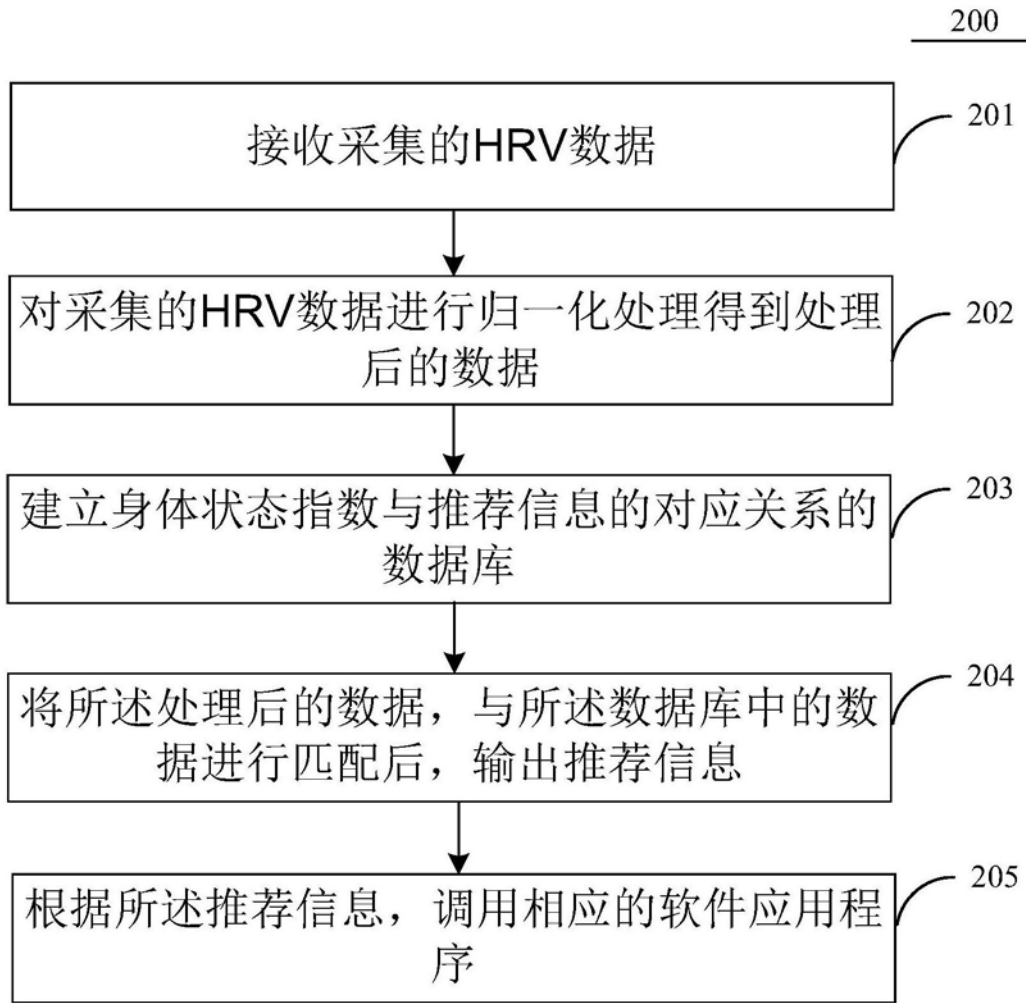 200
接收采集的HRV数据
201
对采集的HRV数据进行归一化处理得到处理
后的数据
202
建立身体状态指数与推荐信息的对应关系的
数据库
203
将所述处理后的数据，与所述数据库中的数
据进行匹配后，输出推荐信息
204
根据所述推荐信息，调用相应的软件应用程
序
205